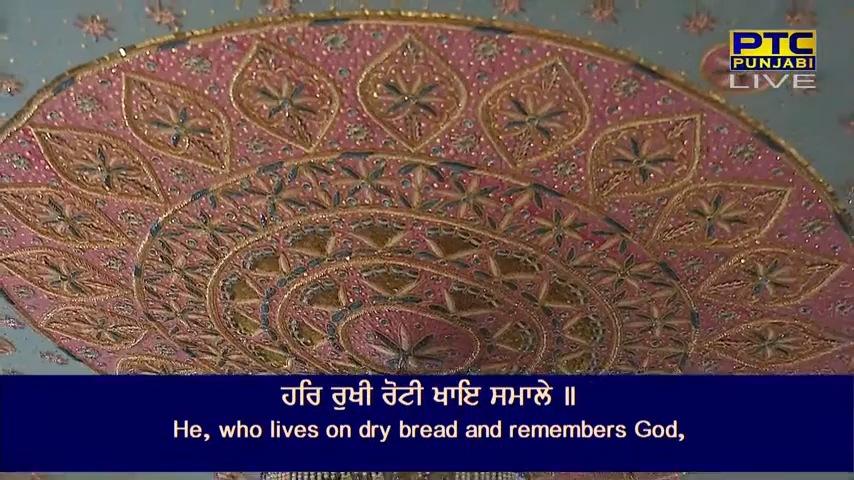 PTC
PUNJABI
LIVE
ਹਰਿ ਰੁਖੀ ਰੋਟੀ ਖਾਇ ਸਮਾਲੇ ॥
He, who lives on dry bread and remembers God,